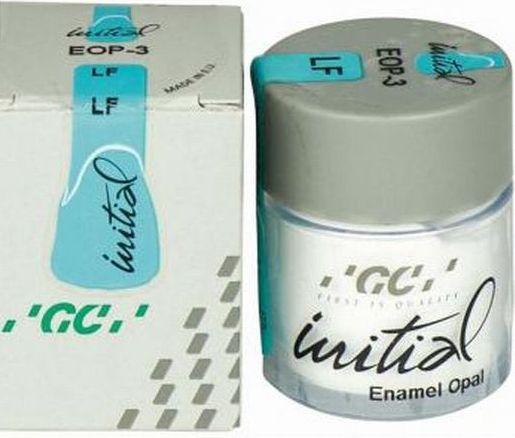 initial
EOP-3
LF
MADE IN EU
LF
initial
GC
LF
EOP-3
initial
GC
FIRST IS QUALITY
initial
Enamel Opal